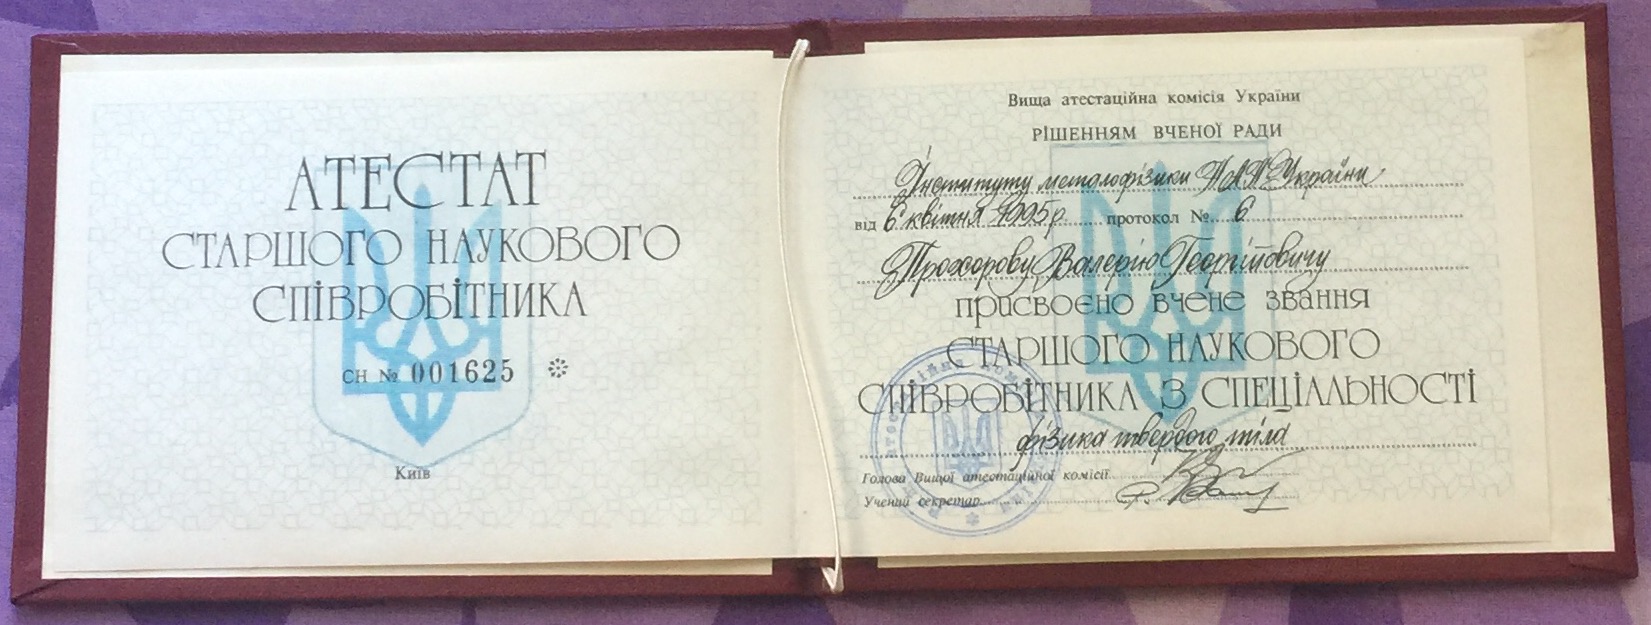 АТЕСТАТ
СТАРШОГО НАУКОВОГО
СПІВРОБІТНИКА
СН № 001625
Київ
Вища атестаційна комісія України
РІШЕННЯМ ВЧЕНОЇ РАДИ
Інституту металофізики НАН України
від 6 квітня 1995 р. протокол № 6
Прохорову Валерію Георгійовичу
присвоєно вчене звання
СТАРШОГО НАУКОВОГО
СПІВРОБІТНИКА З СПЕЦІАЛЬНОСТІ
фізика твердого тіла
Голова Вищої атестаційної комісії
Учений секретар